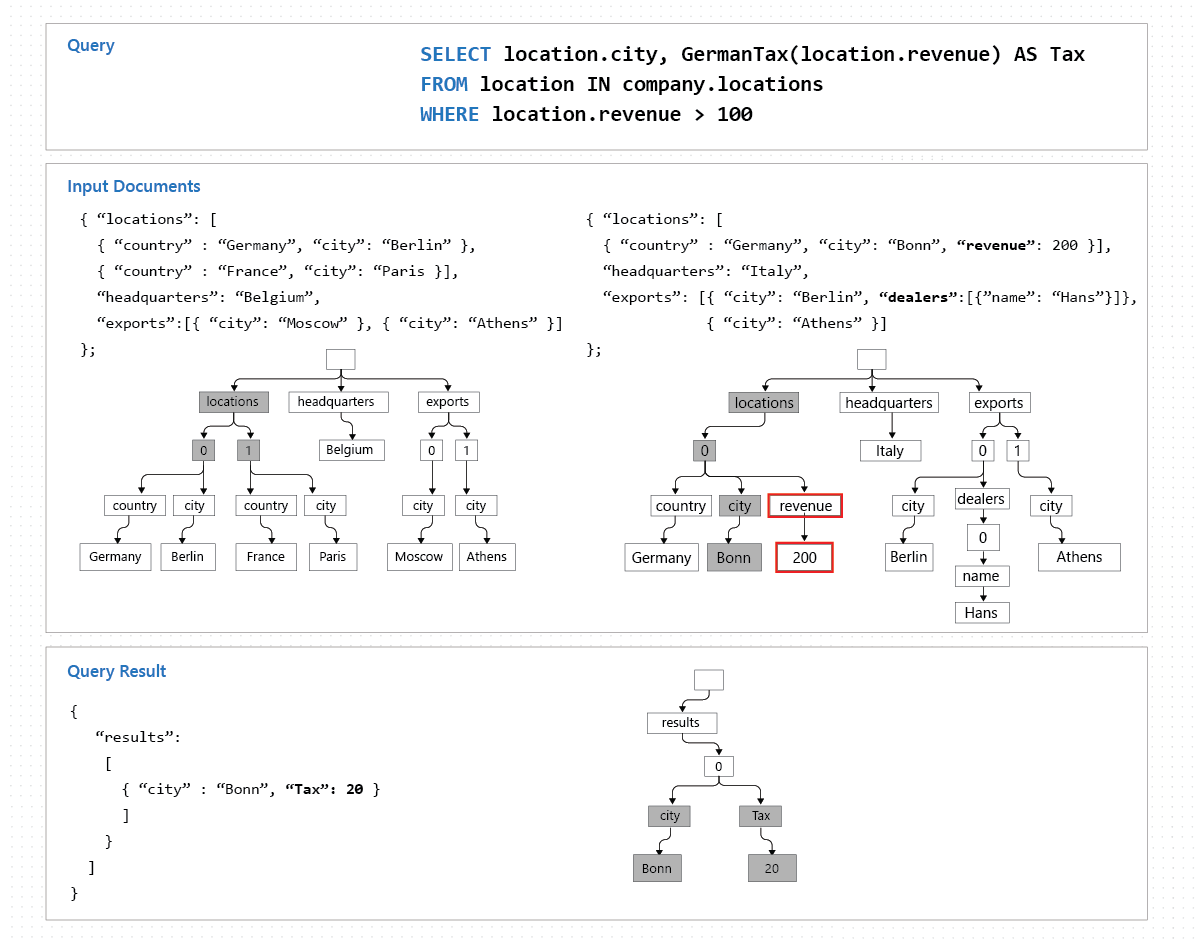 Query
SELECT location.city, GermanTax(location.revenue) AS Tax
FROM location IN company.locations
WHERE location.revenue > 100
Input Documents
{ “locations”: [
{ “country” : “Germany”, “city”: “Berlin” },
{ “country” : “France”, “city”: “Paris }],
“headquarters”: “Belgium”,
“exports”:[{ “city”: “Moscow” }, { “city”: “Athens” }]
};
locations headquarters exports
0 1 Belgium 0 1
country city country city city city
Germany Berlin France Paris Moscow Athens
{ “locations”: [
{ “country” : “Germany”, “city”: “Bonn”, “revenue”: 200 }],
“headquarters”: “Italy”,
“exports”: [{ “city”: “Berlin”, “dealers”:[{”name”: “Hans”}]},
{ “city”: “Athens” }]
};
locations headquarters exports
0 Italy 0 1
country city revenue city dealers city
Germany Bonn 200 Berlin 0 Athens
name
Hans
Query Result
{
“results”:
[
{ “city” : “Bonn”, “Tax”: 20 }
]
}
]
}
results
0
city Tax
Bonn 20